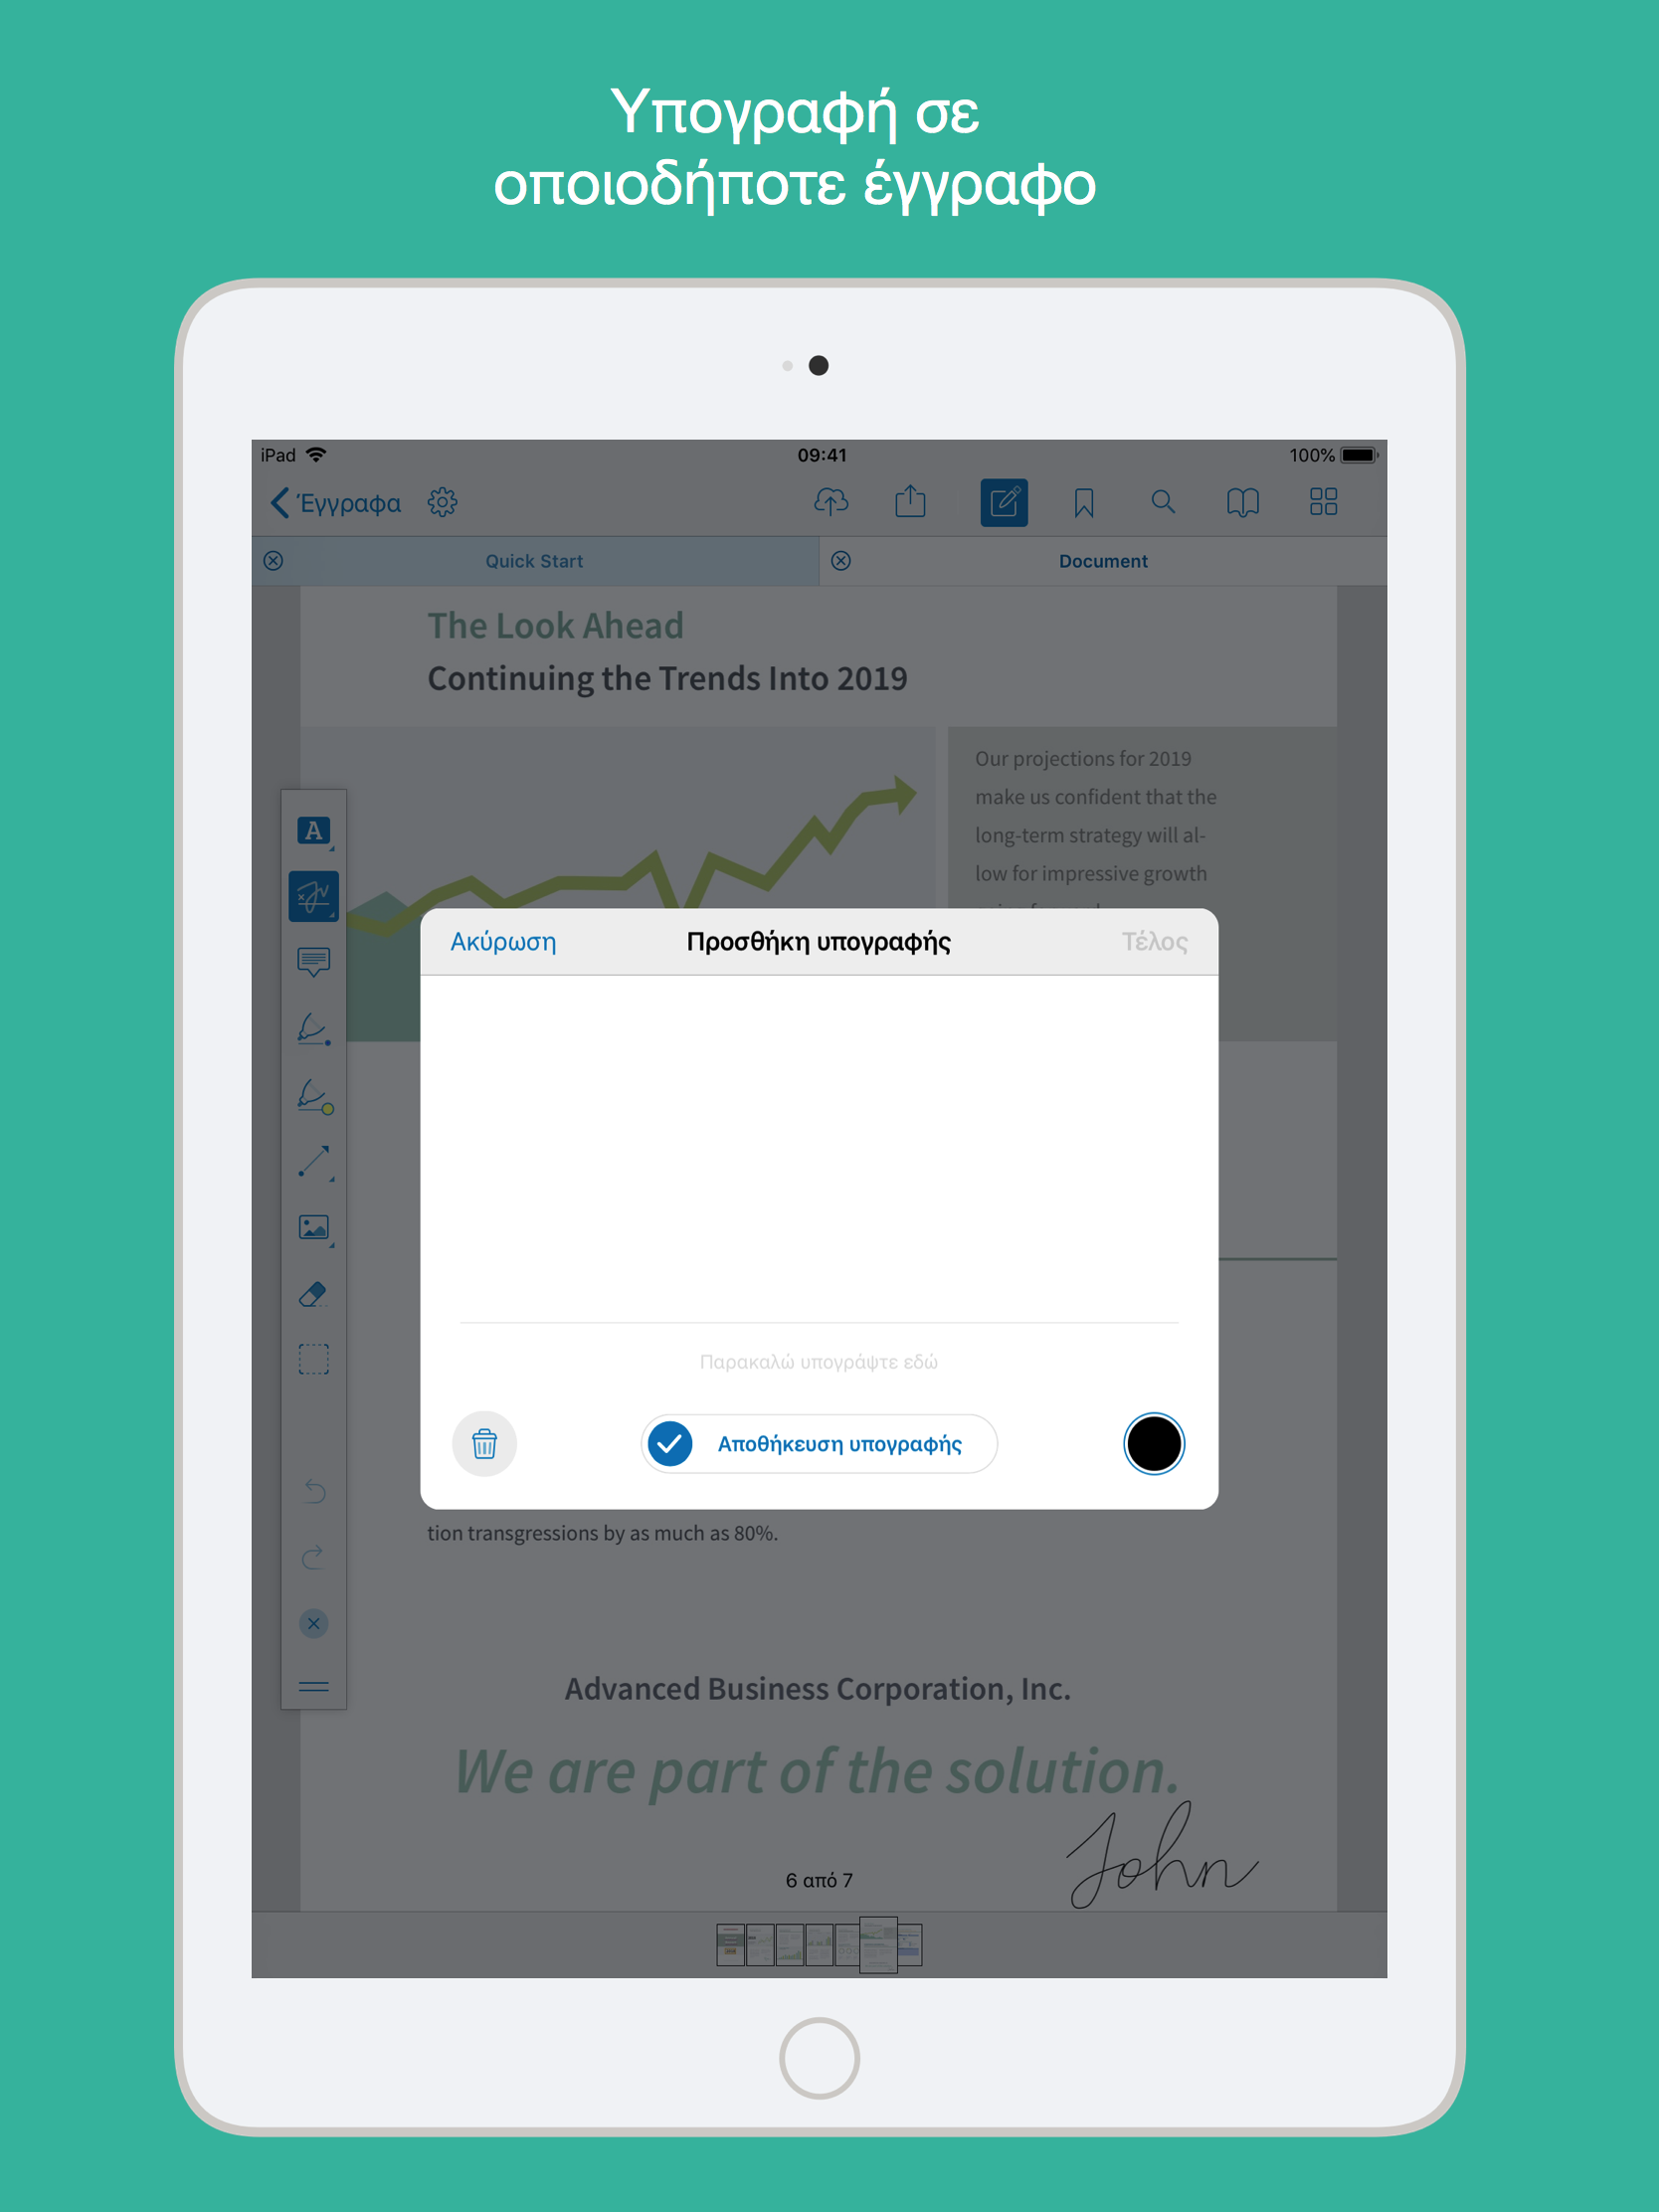 Υπογραφή σε
οποιοδήποτε έγγραφο
iPad
09:41
100%
Έγγραφα
Quick Start
Document
The Look Ahead
Continuing the Trends Into 2019
Our projections for 2019
make us confident that the
long-term strategy will al-
low for impressive growth
A
Ακύρωση
Προσθήκη υπογραφής
Τέλος
Παρακαλώ υπογράψτε εδώ
Αποθήκευση υπογραφής
tion transgressions by as much as 80%.
Advanced Business Corporation, Inc.
We are part of the solution.
John
6 από 7